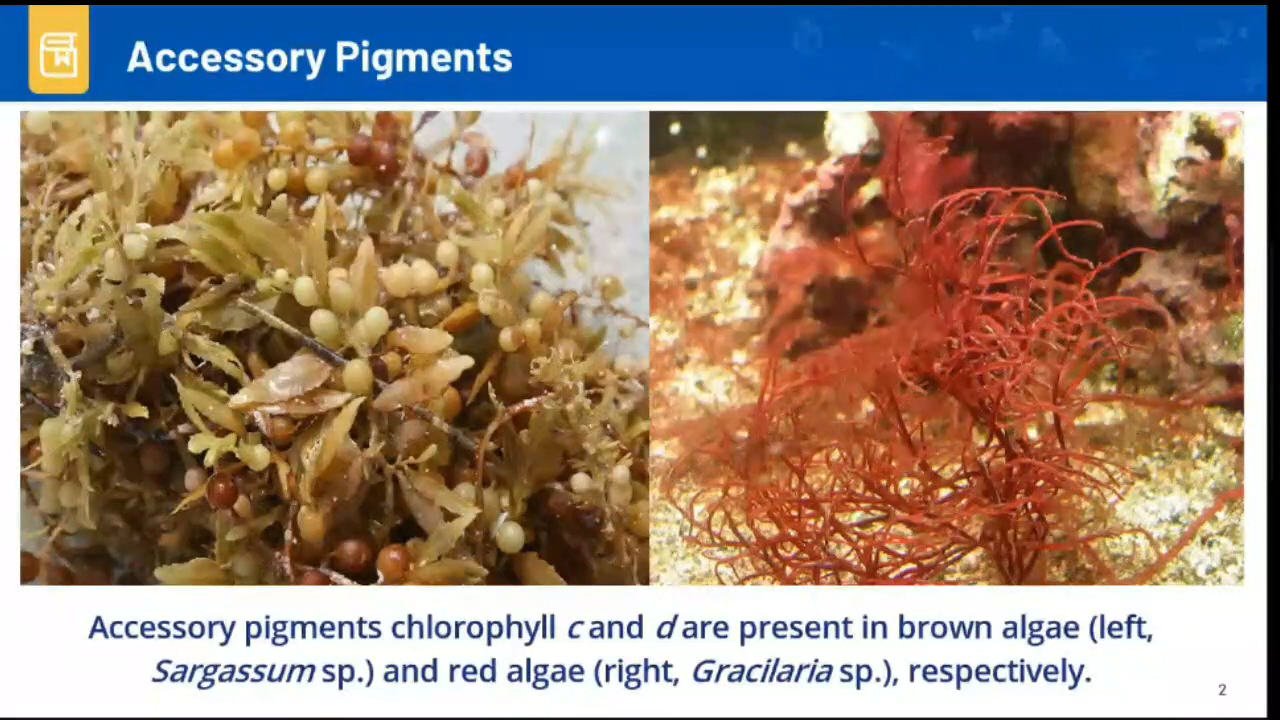 Accessory Pigments
Accessory pigments chlorophyll c and d are present in brown algae (left,
Sargassum sp.) and red algae (right, Gracilaria sp.), respectively.
2